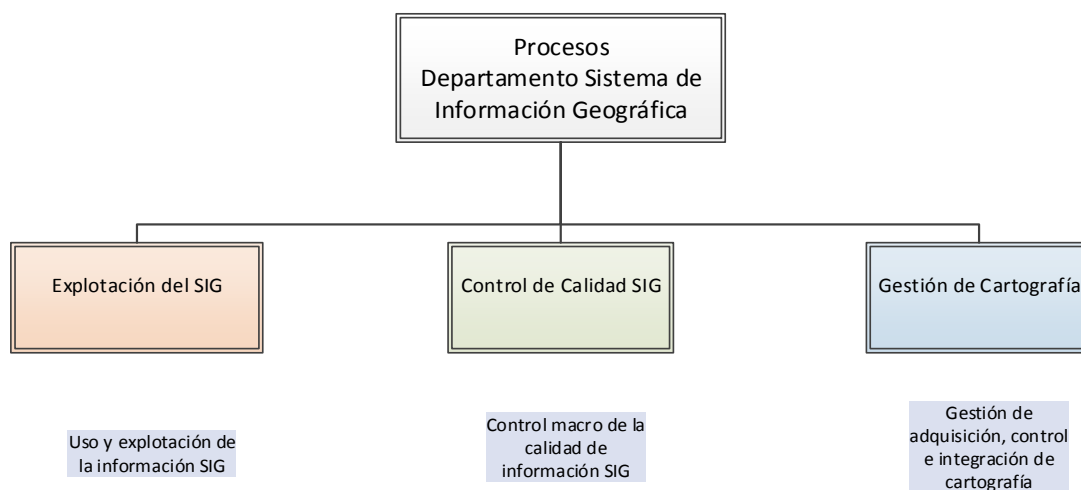 Procesos
Departamento Sistema de
Información Geográfica
Explotación del SIG
Control de Calidad SIG
Gestión de Cartografía
Uso y explotación de
la información SIG
Control macro de la
calidad de
información SIG
Gestión de
adquisición, control
e integración de
cartografía